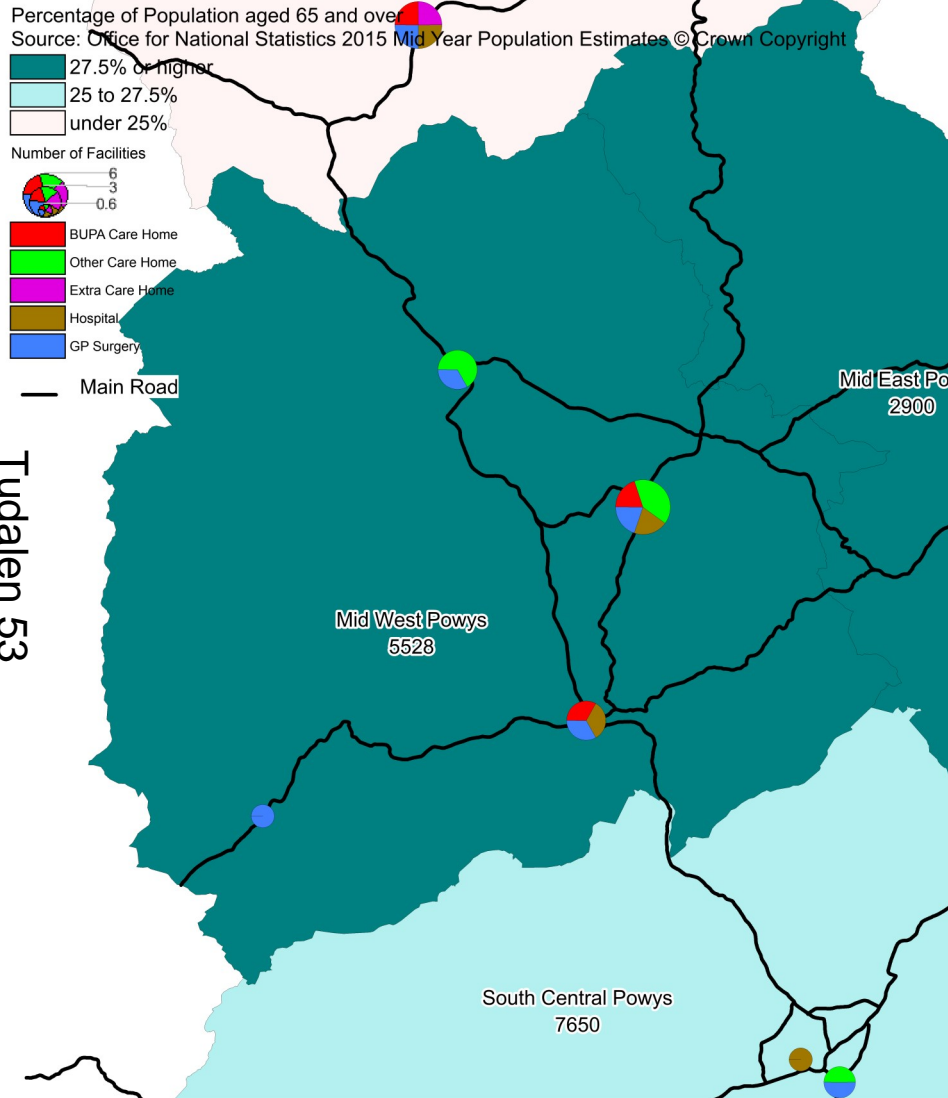 Percentage of Population aged 65 and over
Source: Office for National Statistics 2015 Mid Year Population Estimates © Crown Copyright
27.5% or higher
25 to 27.5%
under 25%
Number of Facilities
6
3
0.6
BUPA Care Home
Other Care Home
Extra Care Home
Hospital
GP Surgery
Main Road
Mid East Po
2900
Tudalen 53
Mid West Powys
5528
South Central Powys
7650